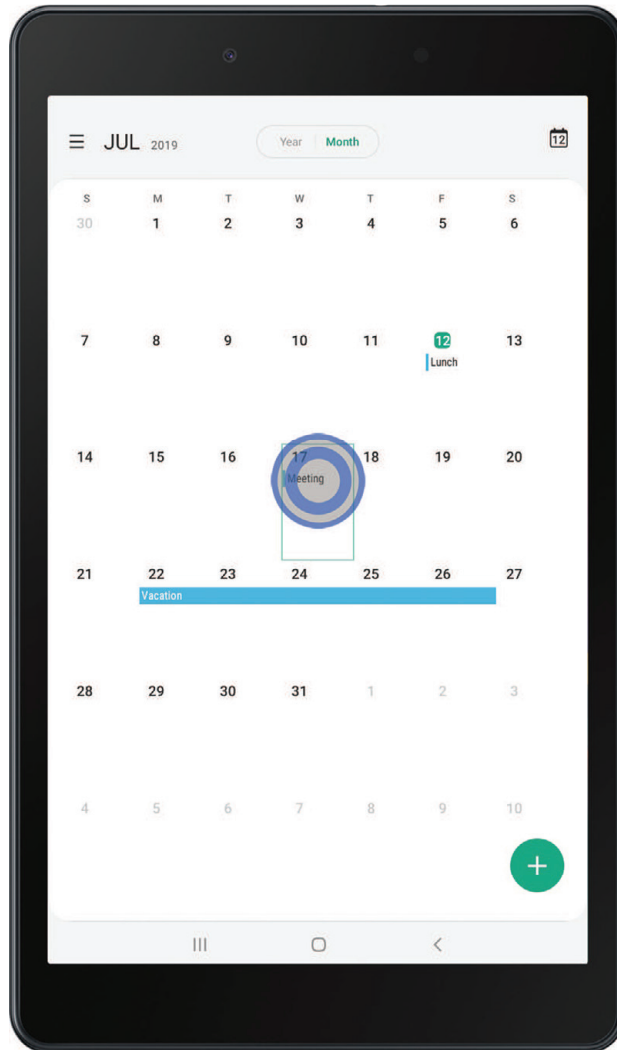 JUL 2019 Year Month 12
S M T W T F S
30 1 2 3 4 5 6
7 8 9 10 11 12 13
Lunch
14 15 16 17 18 19 20
Meeting
21 22 23 24 25 26 27
Vacation
28 29 30 31 1 2 3
4 5 6 7 8 9 10